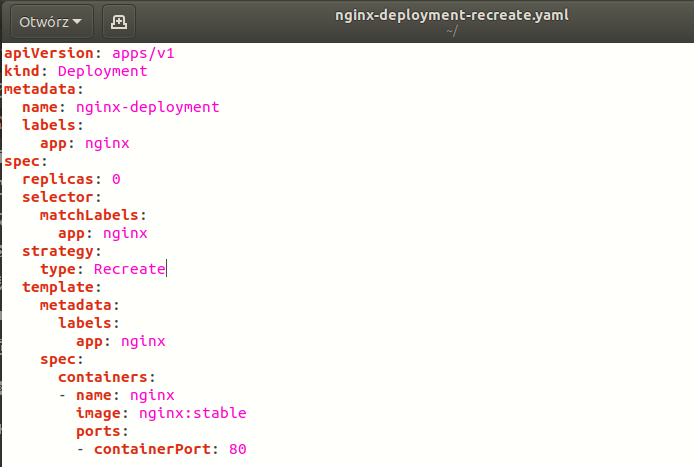 Otwórz
nginx-deployment-recreate.yaml
~/
apiVersion: apps/v1
kind: Deployment
metadata:
  name: nginx-deployment
  labels:
    app: nginx
spec:
  replicas: 0
  selector:
    matchLabels:
      app: nginx
  strategy:
    type: Recreate
  template:
    metadata:
      labels:
        app: nginx
    spec:
      containers:
      - name: nginx
        image: nginx:stable
        ports:
        - containerPort: 80